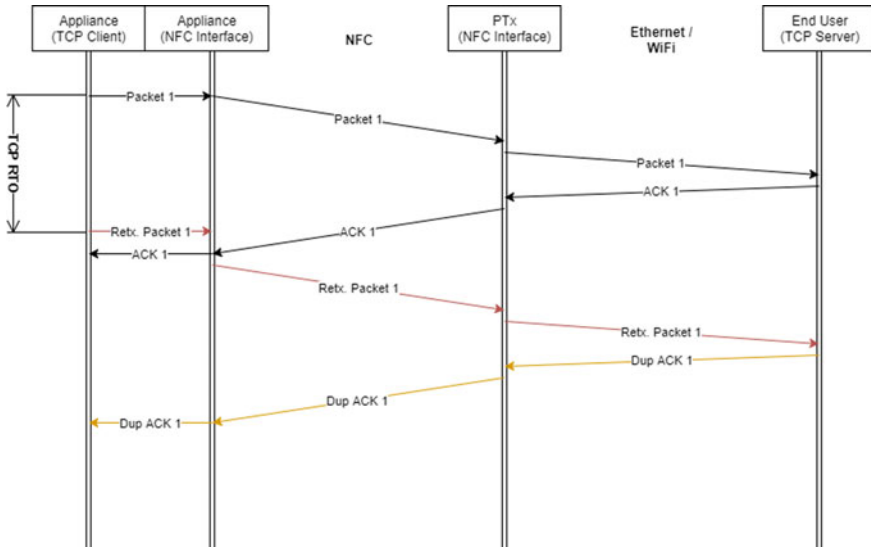 Appliance
(TCP Client)
Appliance
(NFC Interface)
NFC
PTx
(NFC Interface)
Ethernet /
WiFi
End User
(TCP Server)
Packet 1
Packet 1
Packet 1
TCP RTO
ACK 1
Retx. Packet 1
ACK 1
ACK 1
Retx. Packet 1
Retx. Packet 1
Dup ACK 1
Dup ACK 1
Dup ACK 1